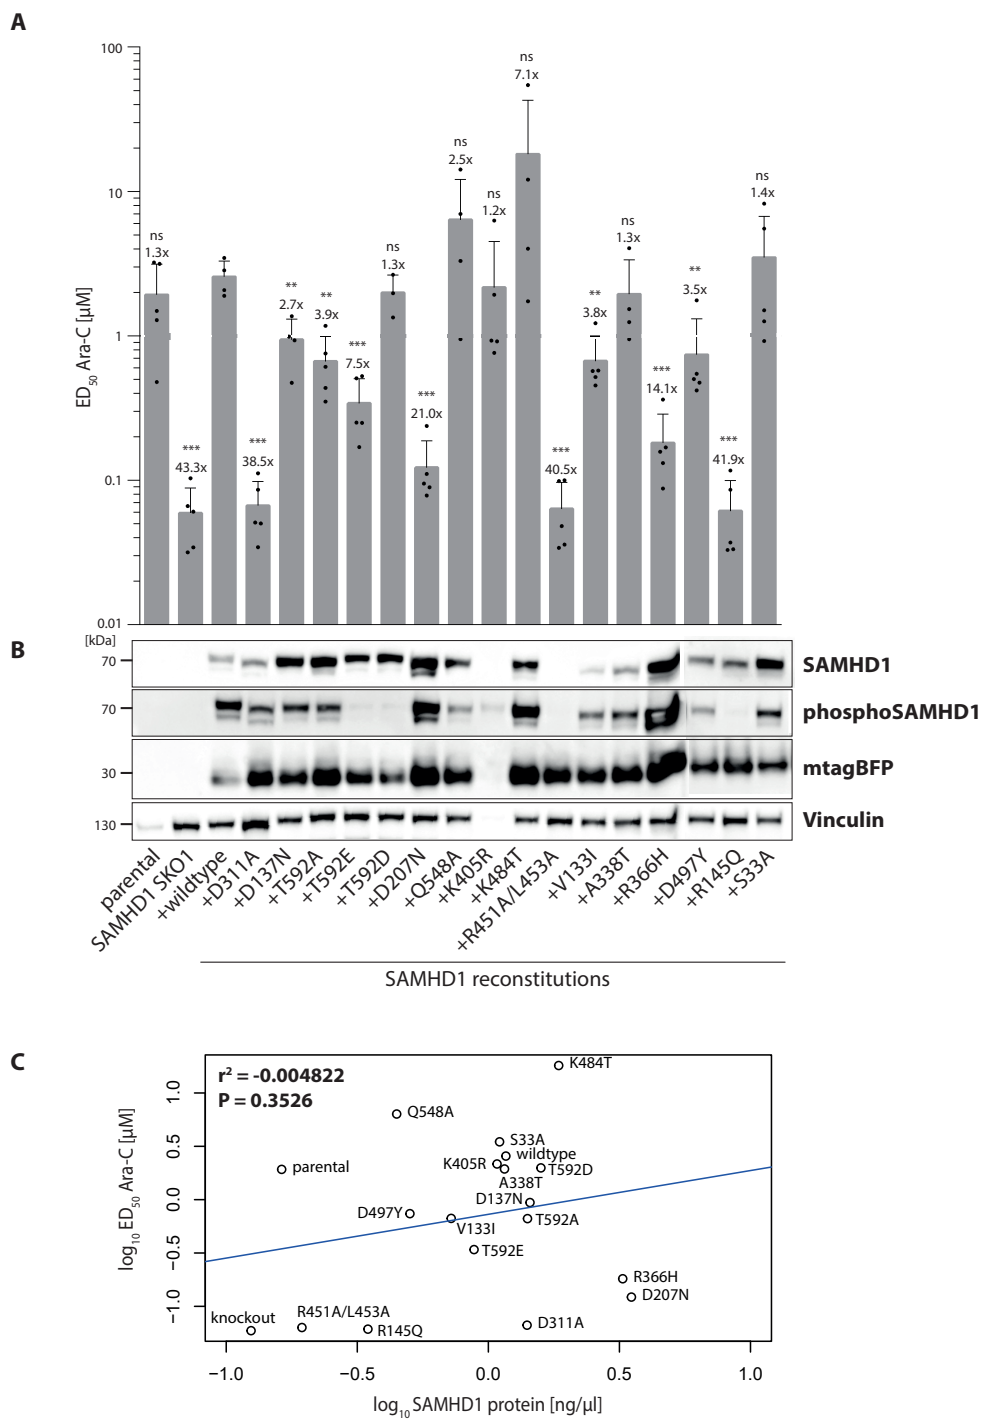 A
100
10
1
0.1
0.01
ED50 Ara-C [µM]
ns
1.3x
***
43.3x
***
38.5x
**
2.7x
**
3.9x
***
7.5x
ns
1.3x
***
21.0x
ns
2.5x
ns
1.2x
ns
7.1x
***
40.5x
**
3.8x
ns
1.3x
***
14.1x
**
3.5x
***
41.9x
ns
1.4x
B
[kDa]
70
SAMHD1
70
phosphoSAMHD1
30
mtagBFP
130
Vinculin
parental
SAMHD1 SKO1
+wildtype
+D311A
+D137N
+T592A
+T592E
+T592D
+D207N
+Q548A
+K405R
+K484T
+R451A/L453A
+V133I
+A338T
+R366H
+D497Y
+R145Q
+S33A
SAMHD1 reconstitutions
C
r² = -0.004822
P = 0.3526
log10 ED50 Ara-C [µM]
1.0
0.5
0.0
−0.5
−1.0
K484T
Q548A
S33A
wildtype
K405R
T592D
parental
A338T
D137N
D497Y
T592A
V133I
T592E
R366H
D207N
knockout
R451A/L453A
R145Q
D311A
−1.0
−0.5
0.0
0.5
1.0
log10 SAMHD1 protein [ng/µl]